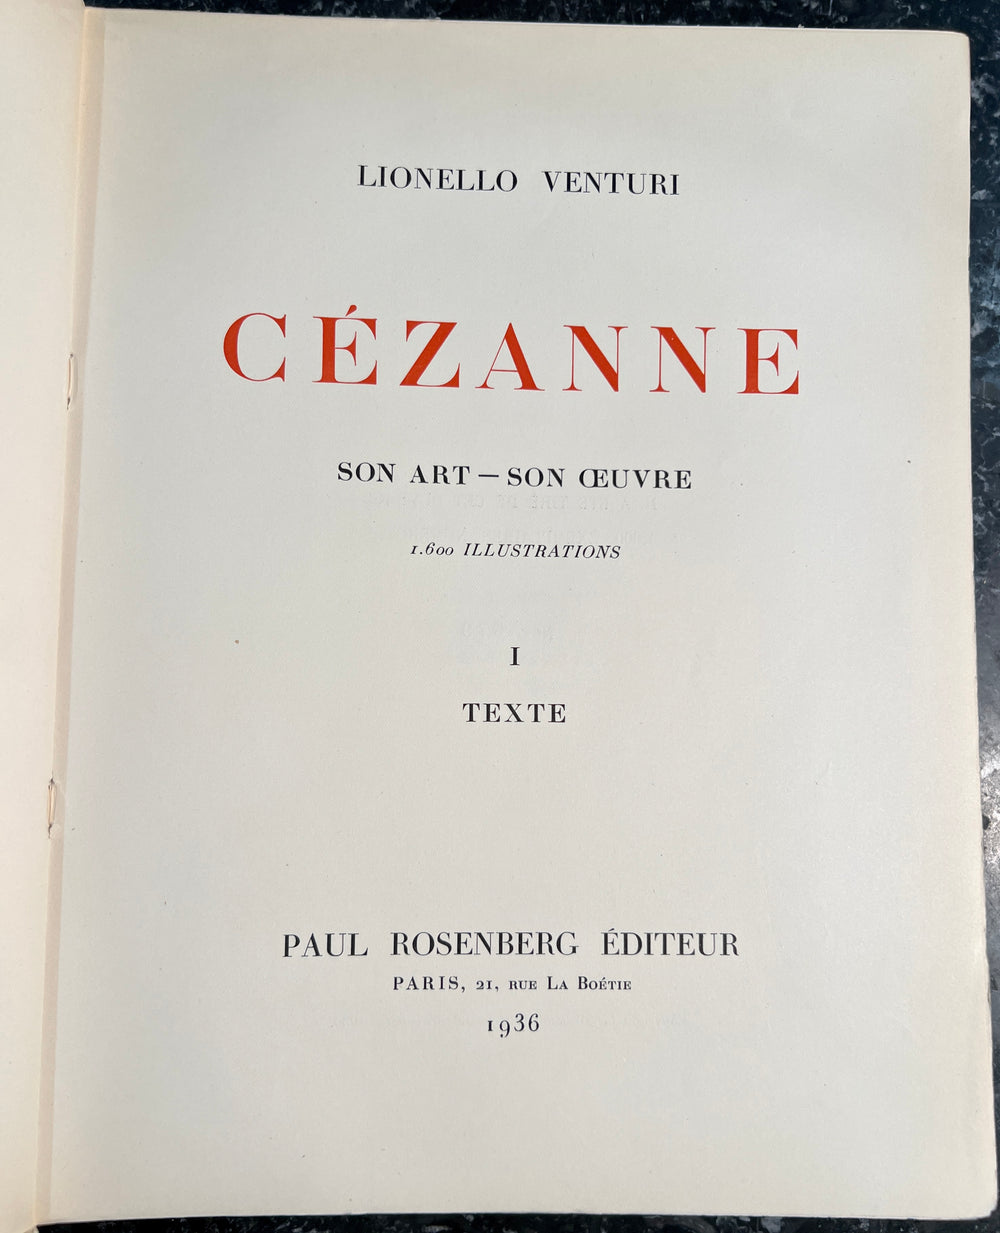 LIONELLO VENTURI
CÉZANNE
SON ART — SON ŒUVRE
1.600 ILLUSTRATIONS
I
TEXTE
PAUL ROSENBERG ÉDITEUR
PARIS, 21, RUE LA BOÉTIE
1936